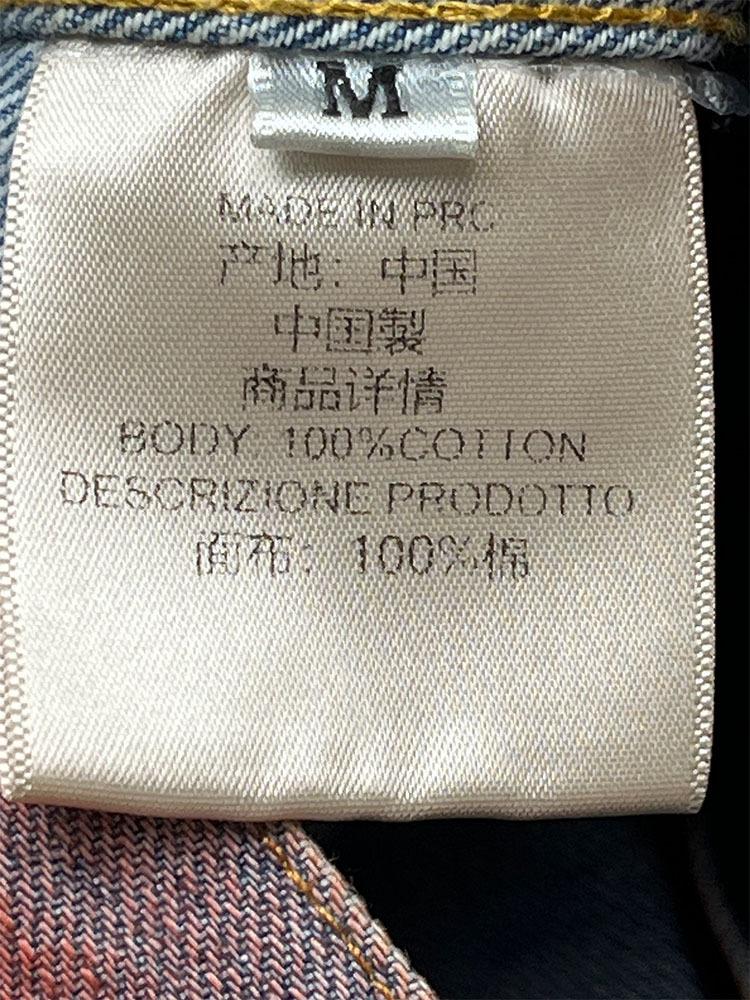 M
MADE IN PRC
产地：中国
中国製
商品详情
BODY: 100%COTTON
DESCRIZIONE PRODOTTO
面布：100%棉